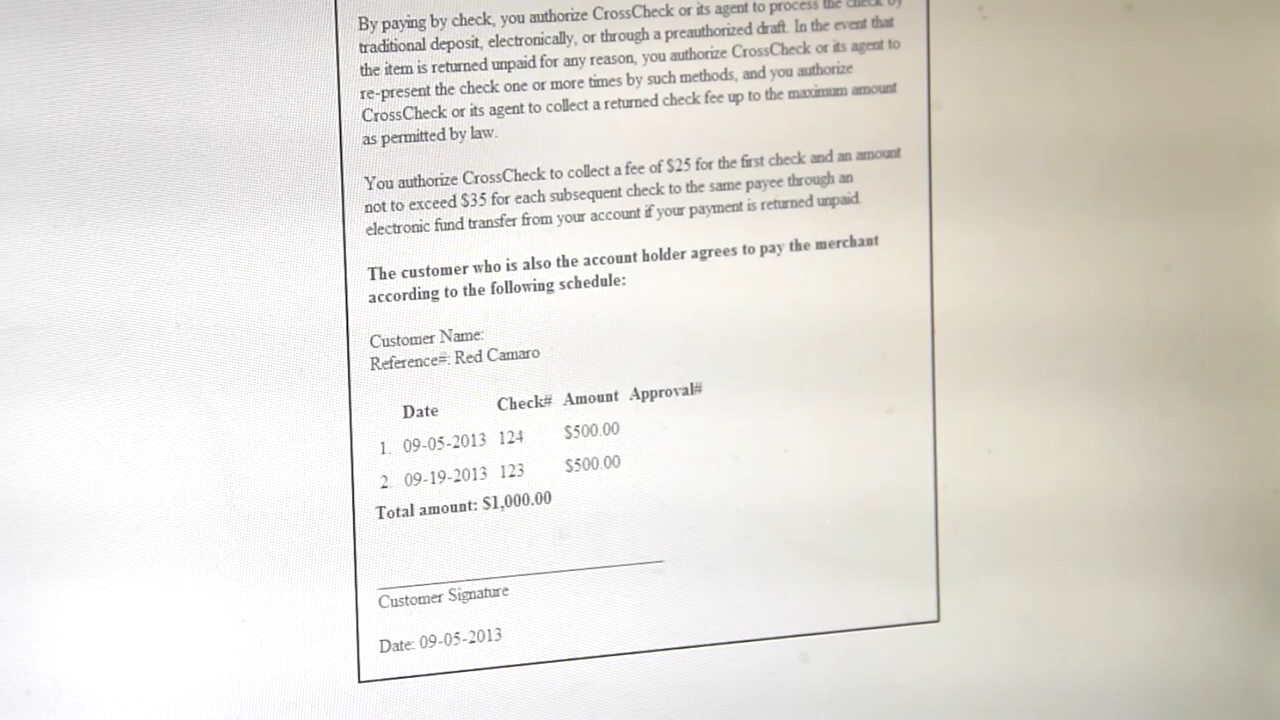 By paying by check, you authorize CrossCheck or its agent to process the check by
traditional deposit, electronically, or through a preauthorized draft. In the event that
the item is returned unpaid for any reason, you authorize CrossCheck or its agent to
re-present the check one or more times by such methods, and you authorize
CrossCheck or its agent to collect a returned check fee up to the maximum amount
as permitted by law.
You authorize CrossCheck to collect a fee of $25 for the first check and an amount
not to exceed $35 for each subsequent check to the same payee through an
electronic fund transfer from your account if your payment is returned unpaid.
The customer who is also the account holder agrees to pay the merchant
according to the following schedule:
Customer Name:
Reference#: Red Camaro
Date Check# Amount Approval#
1. 09-05-2013 124 $500.00
2. 09-19-2013 123 $500.00
Total amount: $1,000.00
Customer Signature
Date: 09-05-2013